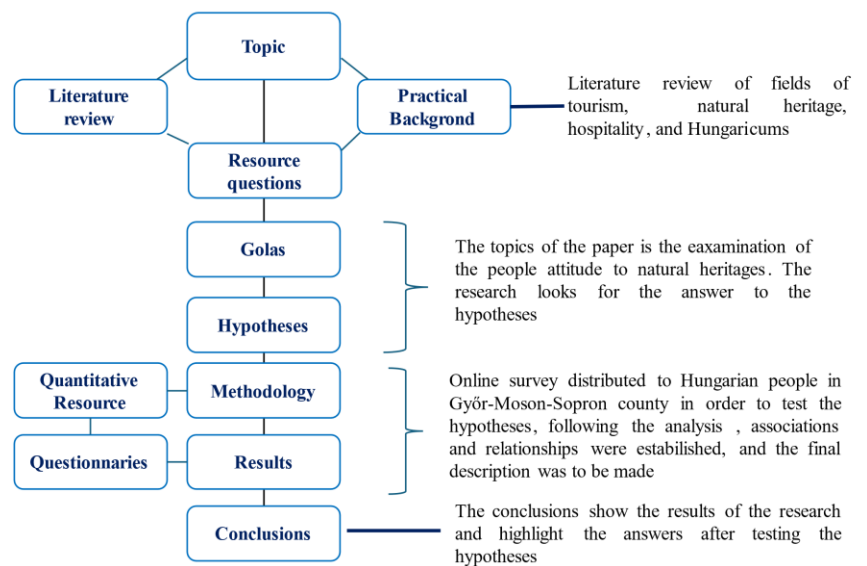 Topic
Literature
review
Practical
Backgrond
Literature review of fields of
tourism, natural heritage,
hospitality, and Hungaricums
Resource
questions
Golas
The topics of the paper is the eaxamination of
the people attitude to natural heritages. The
research looks for the answer to the
hypotheses
Hypotheses
Quantitative
Resource
Methodology
Online survey distributed to Hungarian people in
Győr-Moson-Sopron county in order to test the
hypotheses, following the analysis , associations
and relationships were estabilished, and the final
description was to be made
Questionnaries
Results
Conclusions
The conclusions show the results of the research
and highlight the answers after testing the
hypotheses